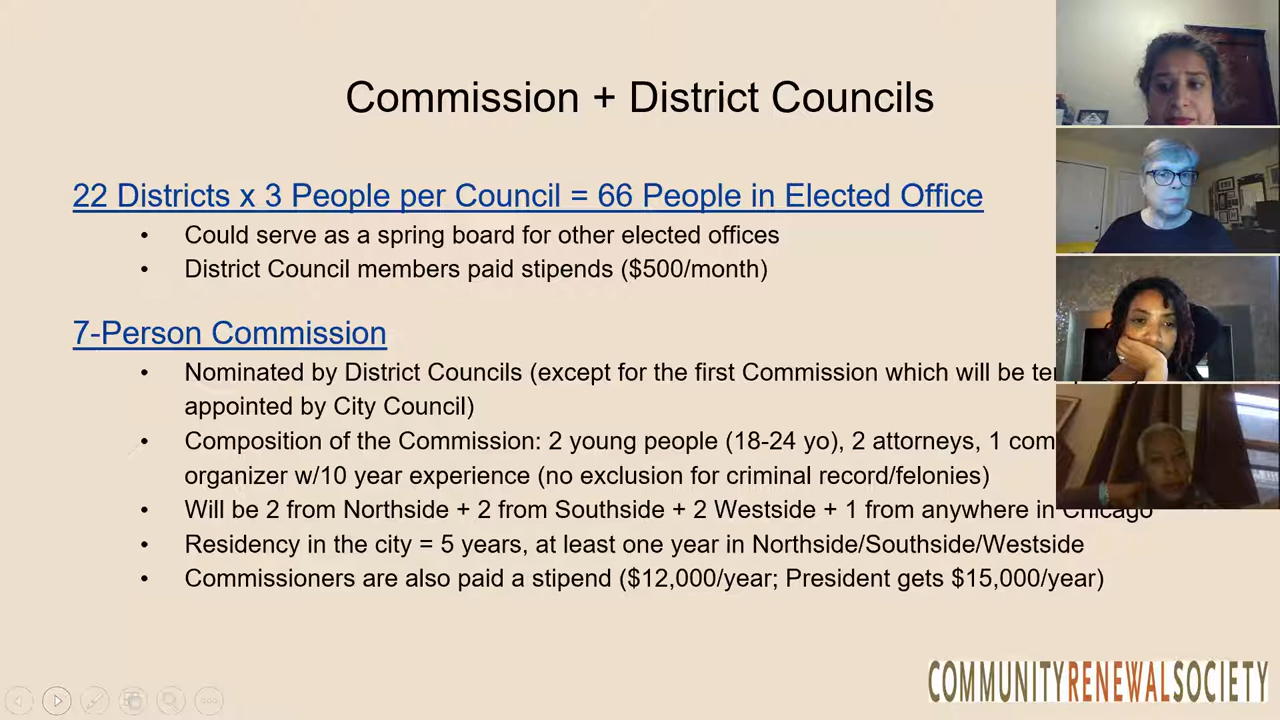 Commission + District Councils
22 Districts x 3 People per Council = 66 People in Elected Office
• Could serve as a spring board for other elected offices
• District Council members paid stipends ($500/month)
7-Person Commission
• Nominated by District Councils (except for the first Commission which will be
appointed by City Council)
• Composition of the Commission: 2 young people (18-24 yo), 2 attorneys, 1
organizer w/10 year experience (no exclusion for criminal record/felonies)
• Will be 2 from Northside + 2 from Southside + 2 Westside + 1 from anywhere in Chicago
• Residency in the city = 5 years, at least one year in Northside/Southside/Westside
• Commissioners are also paid a stipend ($12,000/year; President gets $15,000/year)
COMMUNITYRENEWALSOCIETY